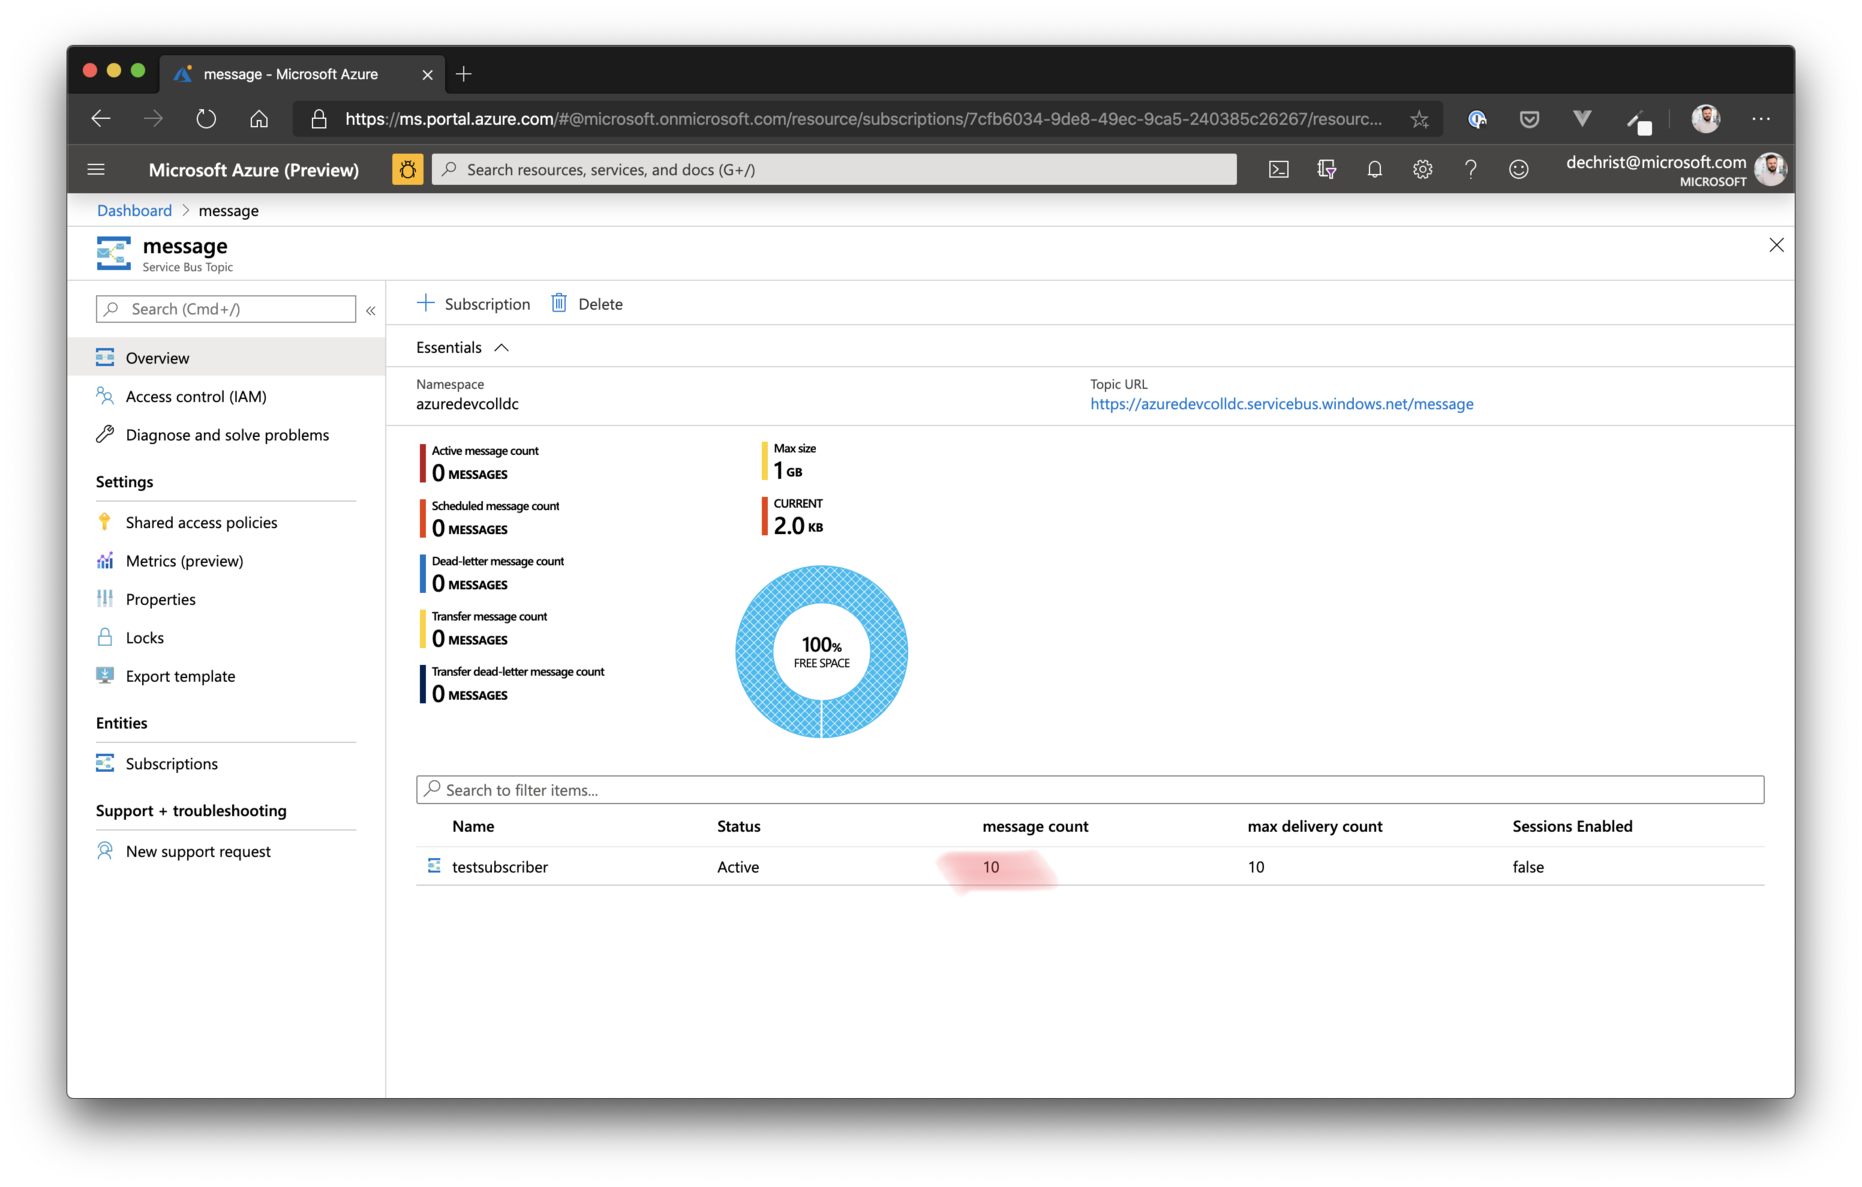 message - Microsoft Azure
https://ms.portal.azure.com/#@microsoft.onmicrosoft.com/resource/subscriptions/7cfb6034-9de8-49ec-9ca5-240385c26267/resourc...
Microsoft Azure (Preview)
Search resources, services, and docs (G+/)
dechrist@microsoft.com
MICROSOFT
Dashboard > message
message
Service Bus Topic
Search (Cmd+/)
«
Overview
Access control (IAM)
Diagnose and solve problems
Settings
Shared access policies
Metrics (preview)
Properties
Locks
Export template
Entities
Subscriptions
Support + troubleshooting
New support request
Subscription
Delete
Essentials
Namespace
azuredevcolldc
Topic URL
https://azuredevcolldc.servicebus.windows.net/message
Active message count
0 MESSAGES
Scheduled message count
0 MESSAGES
Dead-letter message count
0 MESSAGES
Transfer message count
0 MESSAGES
Transfer dead-letter message count
0 MESSAGES
Max size
1 GB
CURRENT
2.0 KB
100%
FREE SPACE
Search to filter items...
Name Status message count max delivery count Sessions Enabled
testsubscriber Active 10 10 false